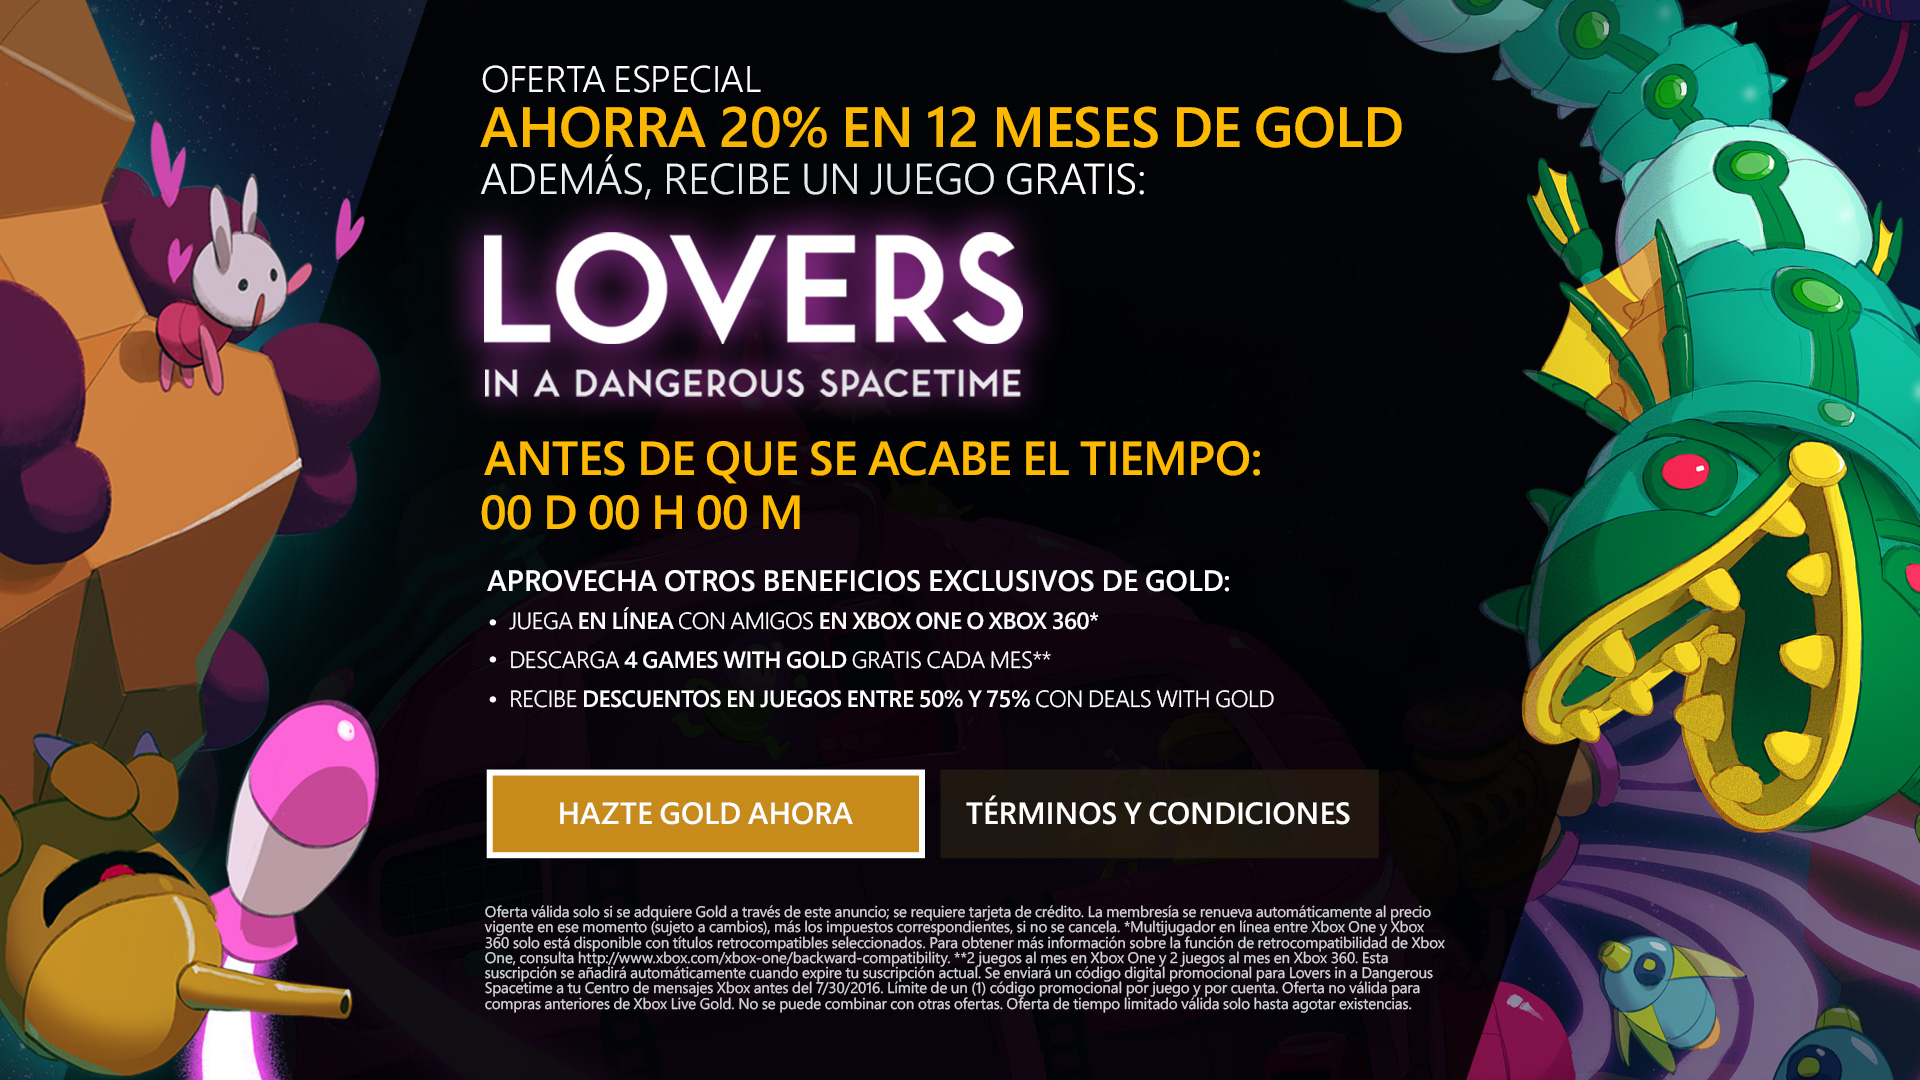 OFERTA ESPECIAL
AHORRA 20% EN 12 MESES DE GOLD
ADEMÁS, RECIBE UN JUEGO GRATIS:
LOVERS
IN A DANGEROUS SPACETIME
ANTES DE QUE SE ACABE EL TIEMPO:
00 D 00 H 00 M
APROVECHA OTROS BENEFICIOS EXCLUSIVOS DE GOLD:
• JUEGA EN LÍNEA CON AMIGOS EN XBOX ONE O XBOX 360*
• DESCARGA 4 GAMES WITH GOLD GRATIS CADA MES**
• RECIBE DESCUENTOS EN JUEGOS ENTRE 50% Y 75% CON DEALS WITH GOLD
HAZTE GOLD AHORA
TÉRMINOS Y CONDICIONES
Oferta válida solo si se adquiere Gold a través de este anuncio; se requiere tarjeta de crédito. La membresía se renueva automáticamente al precio
vigente en ese momento (sujeto a cambios), más los impuestos correspondientes, si no se cancela. *Multijugador en línea entre Xbox One y Xbox
360 solo está disponible con títulos retrocompatibles seleccionados. Para obtener más información sobre la función de retrocompatibilidad de Xbox
One, consulta http://www.xbox.com/xbox-one/backward-compatibility. **2 juegos al mes en Xbox One y 2 juegos al mes en Xbox 360. Esta
suscripción se añadirá automáticamente cuando expire tu suscripción actual. Se enviará un código digital promocional para Lovers in a Dangerous
Spacetime a tu Centro de mensajes Xbox antes del 7/30/2016. Límite de un (1) código promocional por juego y por cuenta. Oferta no válida para
compras anteriores de Xbox Live Gold. No se puede combinar con otras ofertas. Oferta de tiempo limitado válida solo hasta agotar existencias.